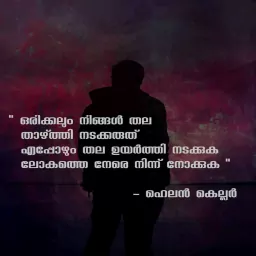 " ഒരിക്കലും നിങ്ങൾ തല
താഴ്ത്തി നടക്കരുത്
എപ്പോഴും തല ഉയർത്തി നടക്കുക
ലോകത്തെ നേരെ നിന്ന് നോക്കുക "
- ഹെലൻ കെല്ലർ